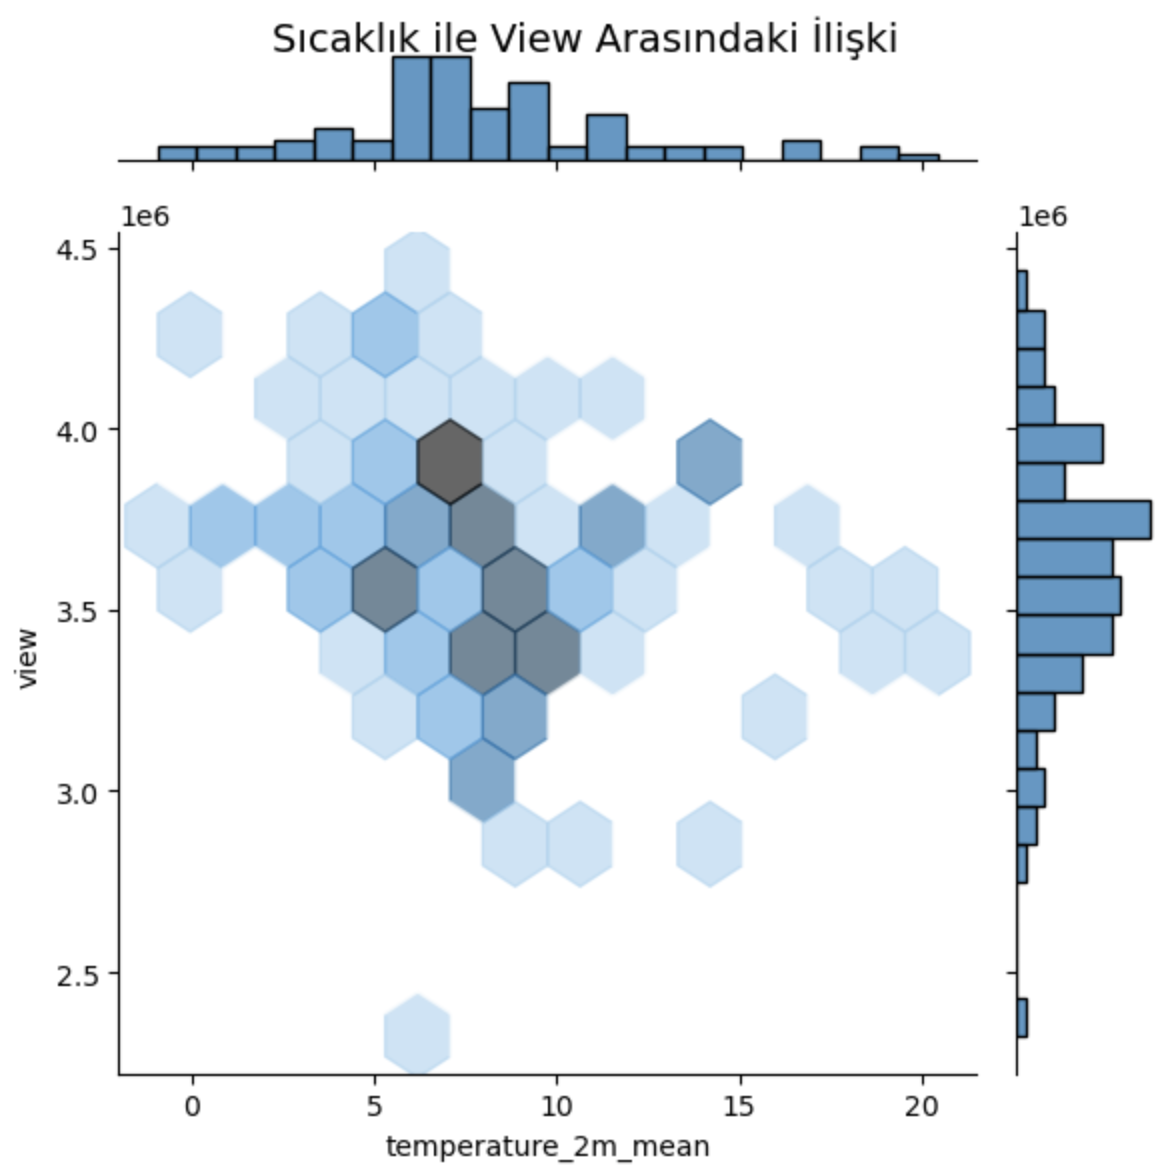 Sıcaklık ile View Arasındaki İlişki
1e6
1e6
4.5
4.0
3.5
3.0
2.5
view
0 5 10 15 20
temperature_2m_mean